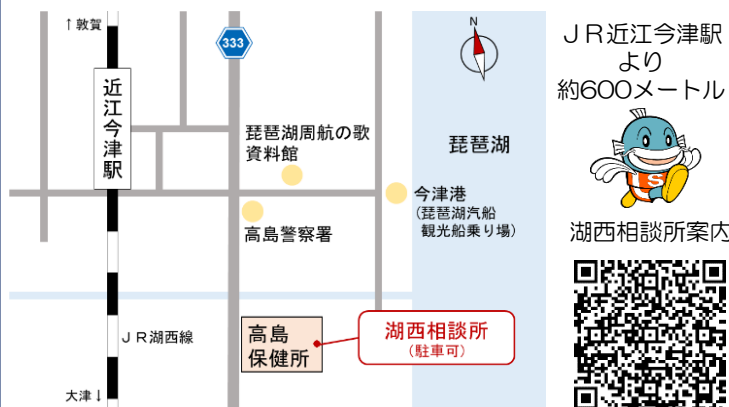 ↑敦賀
333
N
近江今津駅
琵琶湖周航の歌
資料館
琵琶湖
今津港
(琵琶湖汽船
観光船乗り場)
高島警察署
JR湖西線
高島
保健所
湖西相談所
(駐車可)
大津↓
JR近江今津駅
より
約600メートル
US
湖西相談所案内